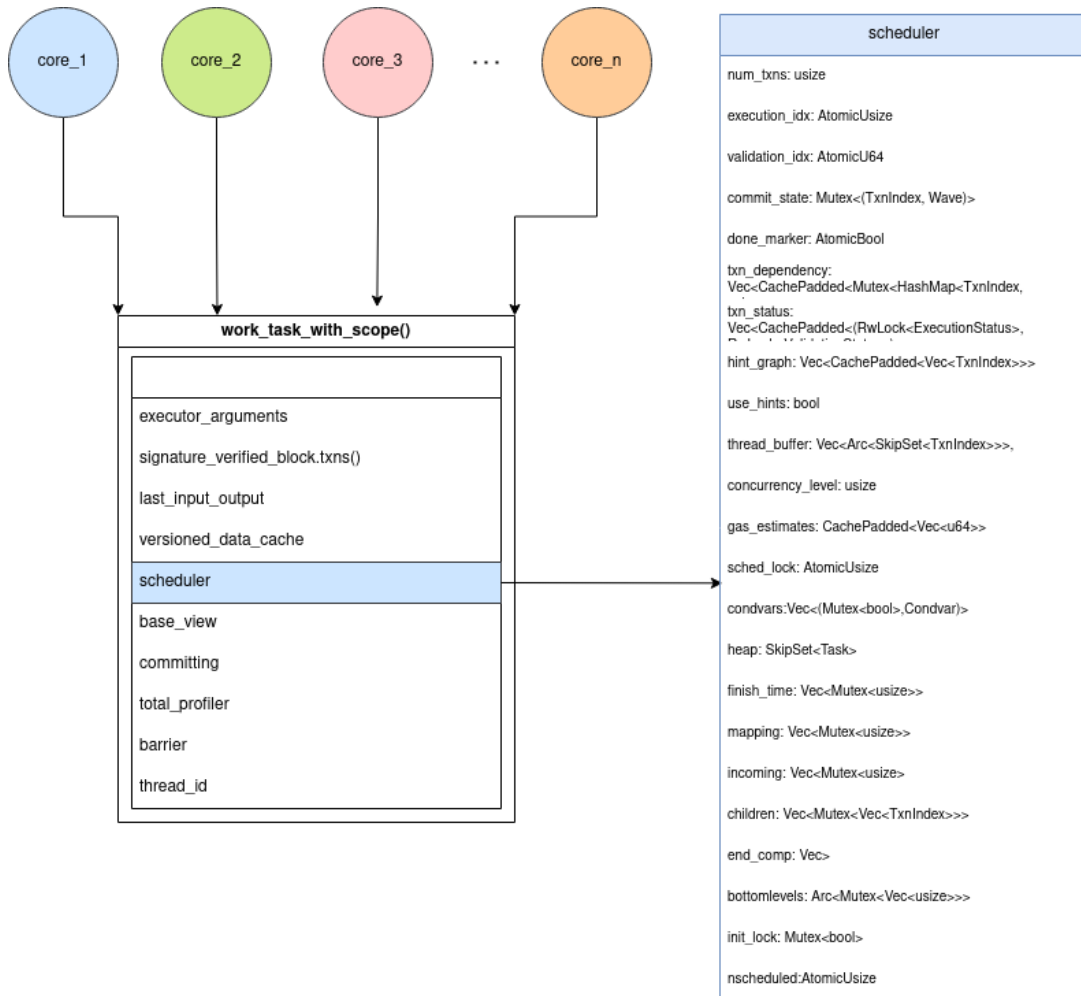 core_1
core_2
core_3
...
core_n
work_task_with_scope()
executor_arguments
signature_verified_block.txns()
last_input_output
versioned_data_cache
scheduler
base_view
committing
total_profiler
barrier
thread_id
scheduler
num_txns: usize
execution_idx: AtomicUsize
validation_idx: AtomicU64
commit_state: Mutex<(TxnIndex, Wave)>
done_marker: AtomicBool
txn_dependency:
Vec<CachePadded<Mutex<HashMap<TxnIndex,
txn_status:
Vec<CachePadded<(RwLock<ExecutionStatus>,
hint_graph: Vec<CachePadded<Vec<TxnIndex>>>
use_hints: bool
thread_buffer: Vec<Arc<SkipSet<TxnIndex>>>,
concurrency_level: usize
gas_estimates: CachePadded<Vec<u64>>
sched_lock: AtomicUsize
condvars:Vec<(Mutex<bool>,Condvar)>
heap: SkipSet<Task>
finish_time: Vec<Mutex<usize>>
mapping: Vec<Mutex<usize>>
incoming: Vec<Mutex<usize>
children: Vec<Mutex<Vec<TxnIndex>>>
end_comp: Vec>
bottomlevels: Arc<Mutex<Vec<usize>>>
init_lock: Mutex<bool>
nscheduled:AtomicUsize